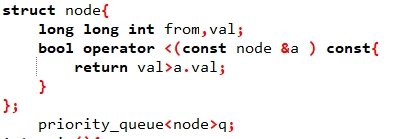 struct node{
    long long int from,val;
    bool operator <(const node &a ) const{
        return val>a.val;
    }
};
    priority_queue<node>q;